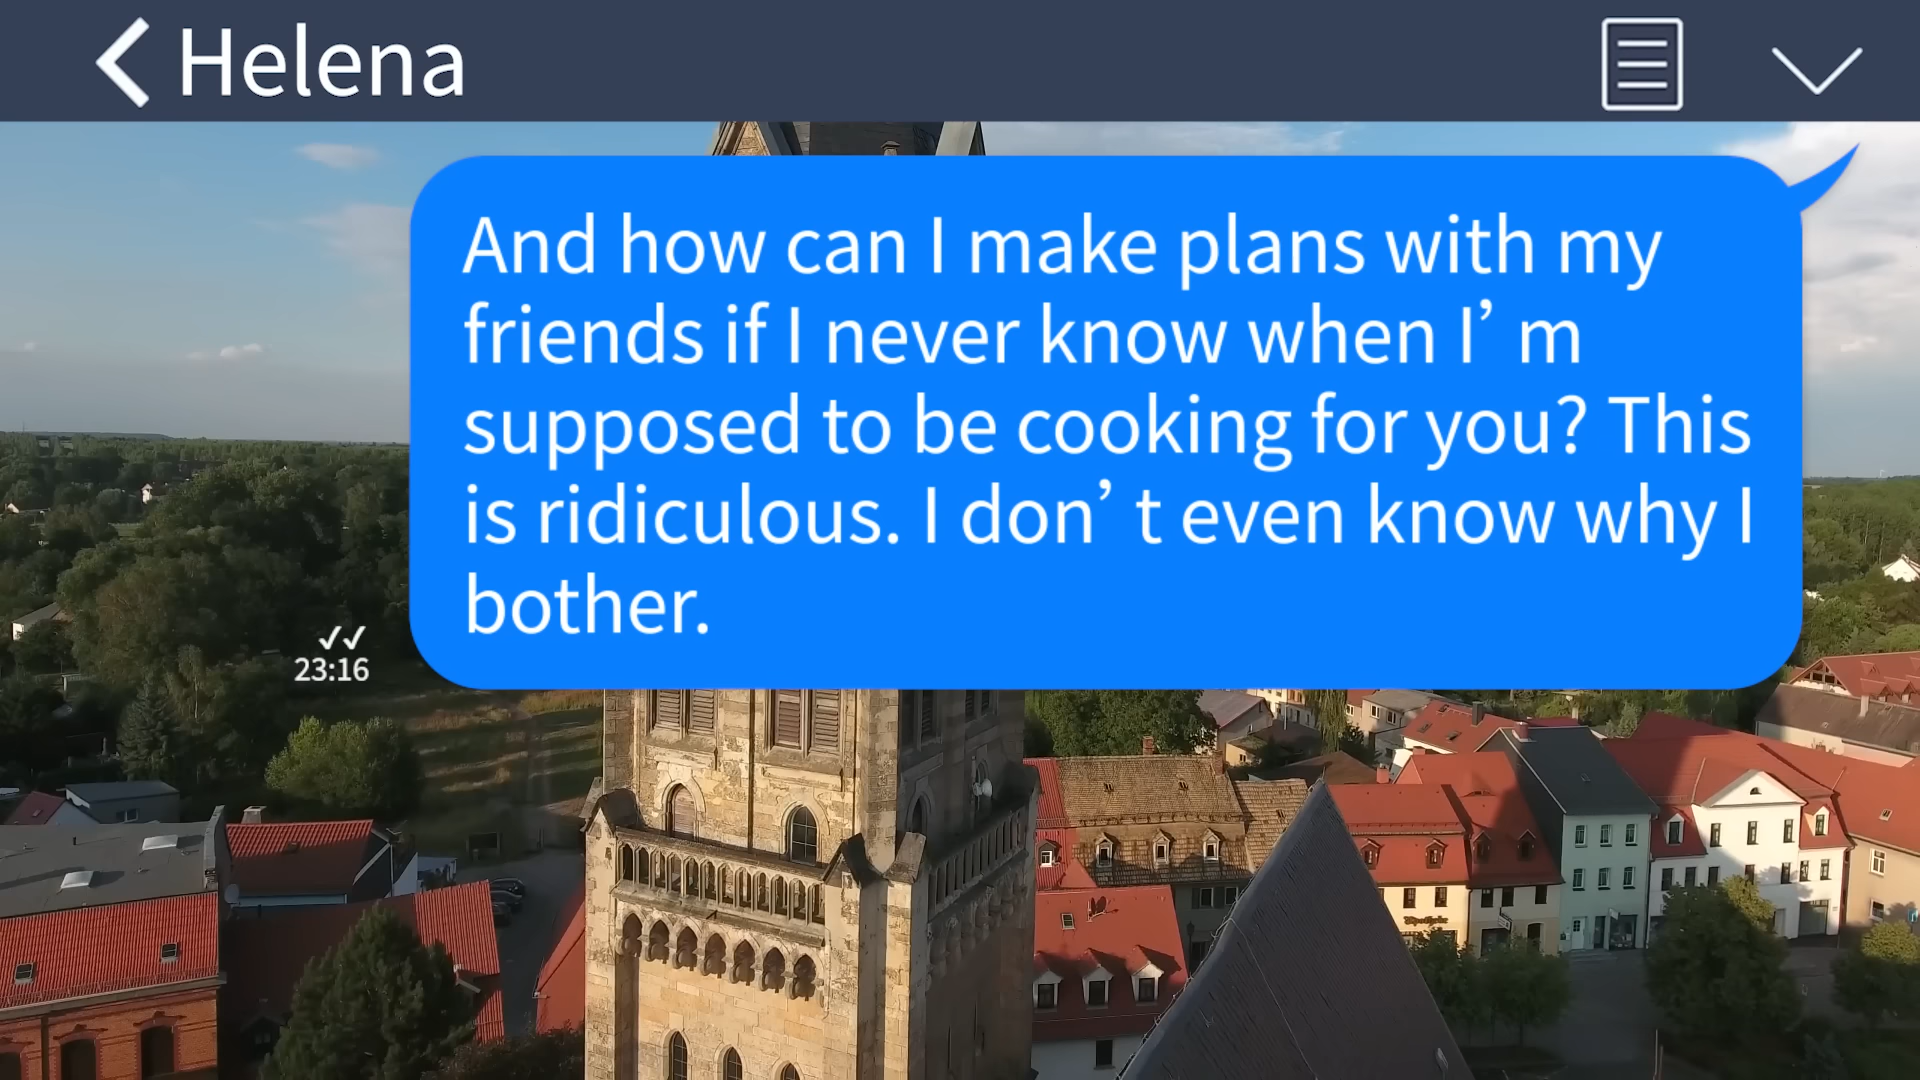 Helena
And how can I make plans with my
friends if I never know when I’m
supposed to be cooking for you? This
is ridiculous. I don’t even know why I
bother.
23:16